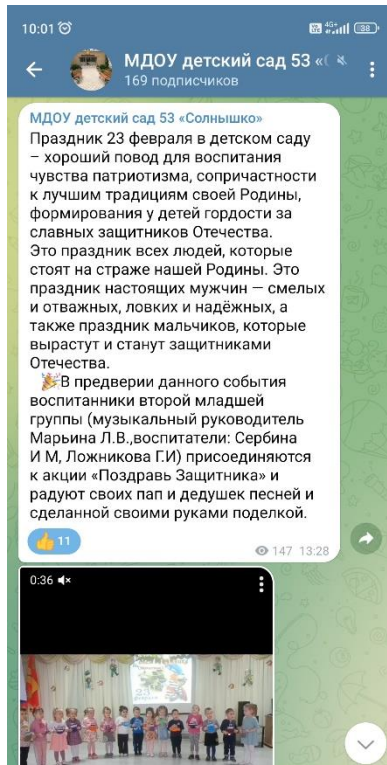 10:01
4G+
38
МДОУ детский сад 53 «(
169 подписчиков
МДОУ детский сад 53 «Солнышко»
Праздник 23 февраля в детском саду
– хороший повод для воспитания
чувства патриотизма, сопричастности
к лучшим традициям своей Родины,
формирования у детей гордости за
славных защитников Отечества.
Это праздник всех людей, которые
стоят на страже нашей Родины. Это
праздник настоящих мужчин — смелых
и отважных, ловких и надёжных, а
также праздник мальчиков, которые
вырастут и станут защитниками
Отечества.
🎉В предверии данного события
воспитанники второй младшей
группы (музыкальный руководитель
Марьина Л.В.,воспитатели: Сербина
И М, Ложникова Г.И) присоединяются
к акции «Поздравь Защитника» и
радуют своих пап и дедушек песней и
сделанной своими руками поделкой.
👍 11
147 13:28
0:36